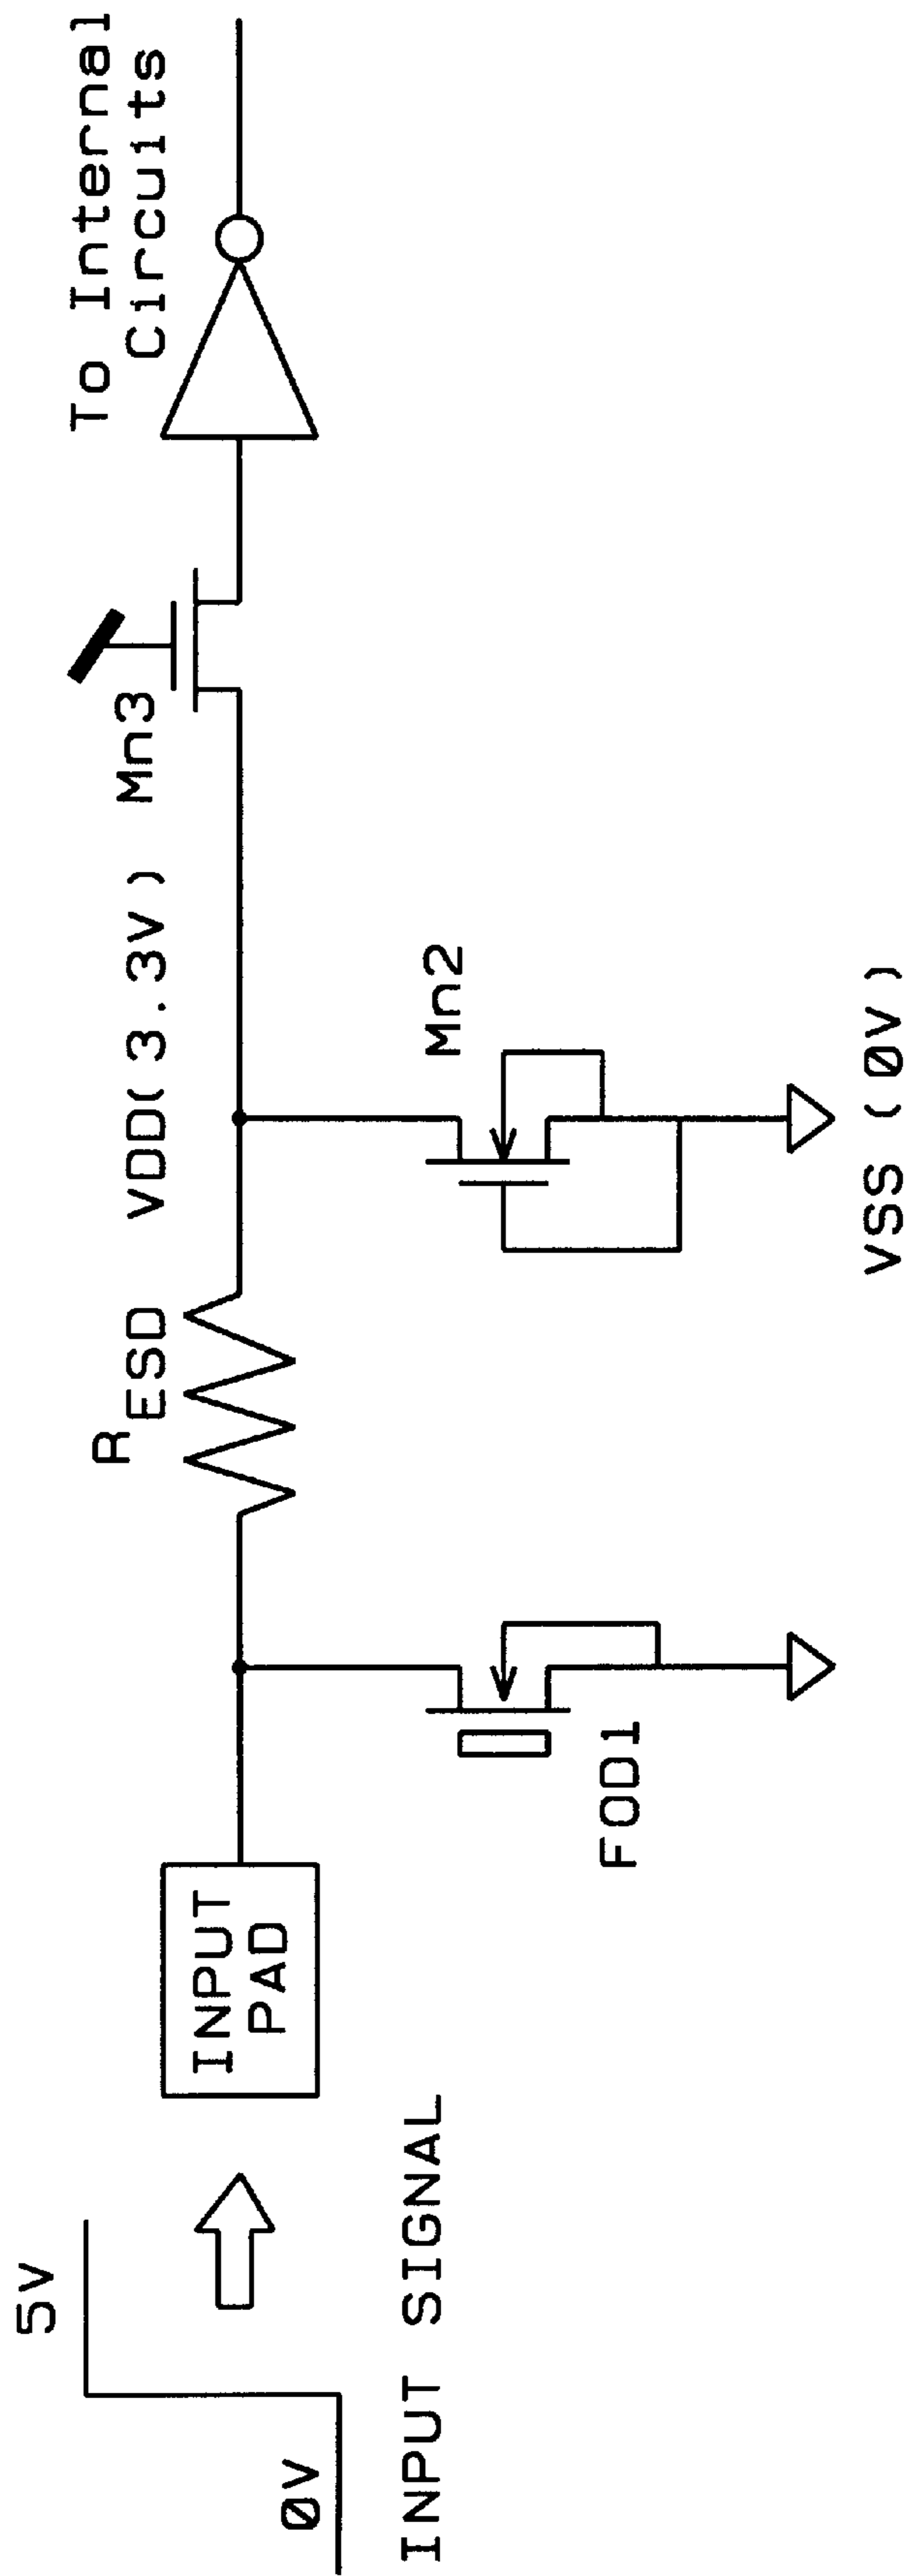 5V
0V
INPUT SIGNAL
INPUT
PAD
FOD1
RESD
VDD(3.3V)
Mn3
Mn2
VSS (0V)
To Internal
Circuits